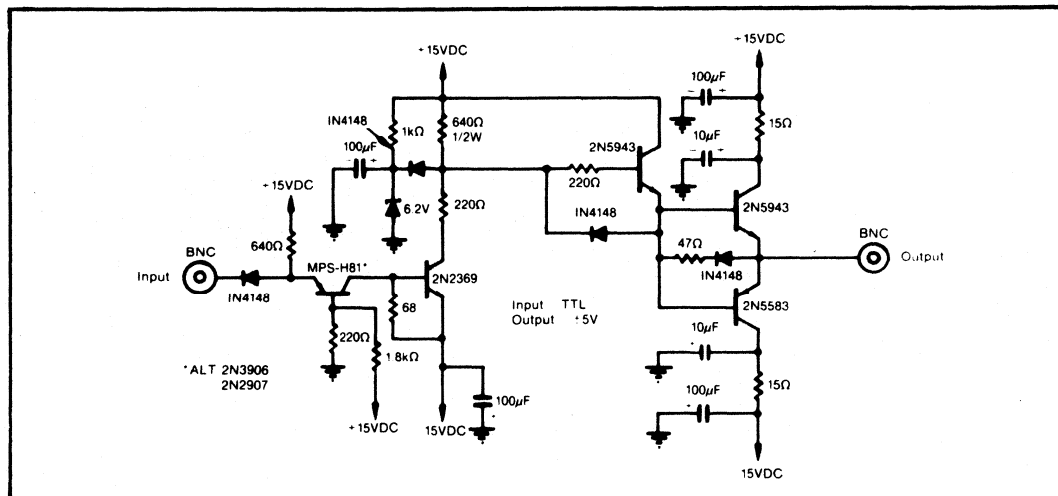 +15VDC
+15VDC
100µF
IN4148
1kΩ
640Ω
1/2W
15Ω
100µF
10µF
2N5943
+15VDC
220Ω
220Ω
6.2V
2N5943
IN4148
BNC
640Ω
BNC
MPS-H81*
47Ω
Output
Input
2N2369
IN4148
IN4148
68
Input TTL
2N5583
Output ±5V
10µF
220Ω
1.8kΩ
*ALT 2N3906
2N2907
15Ω
100µF
100µF
+15VDC
15VDC
15VDC